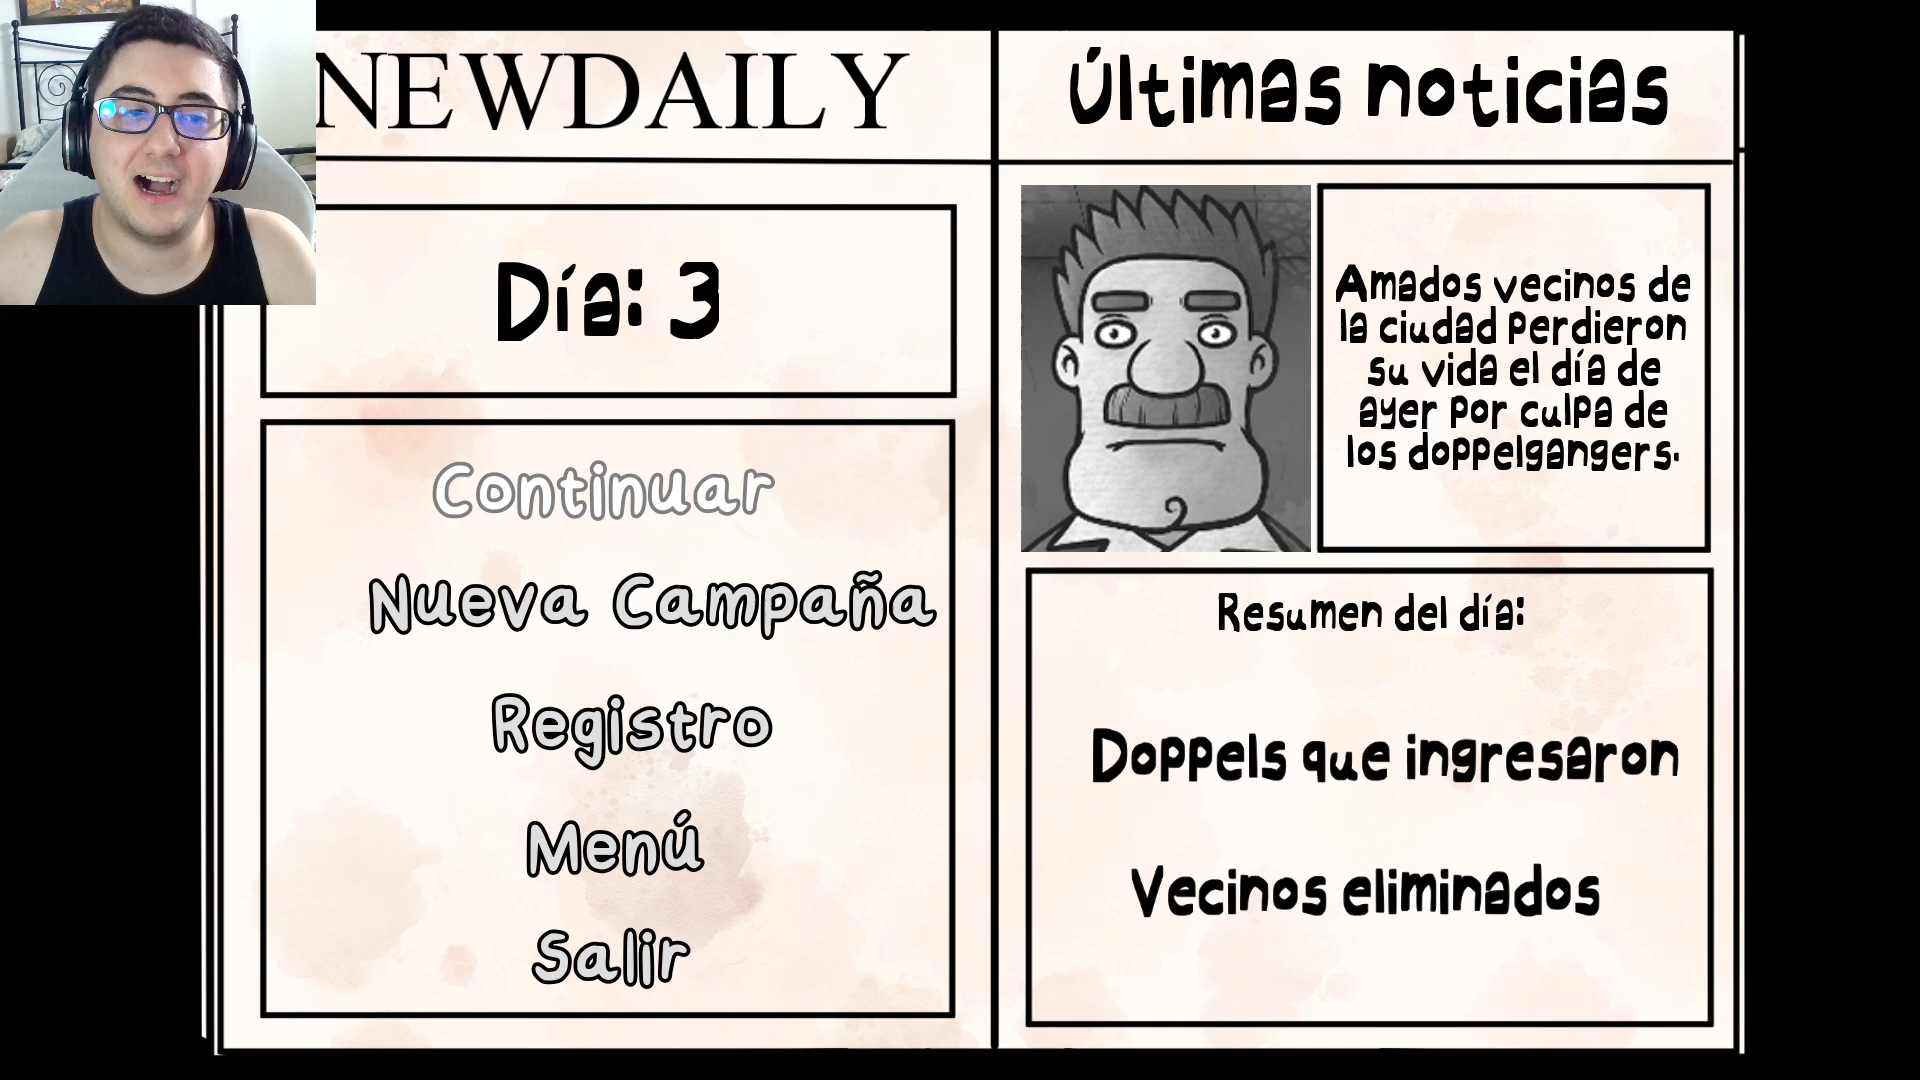 NEWDAILY
Día: 3
Continuar
Nueva Campaña
Registro
Menú
Salir
Últimas noticias
Amados vecinos de
la ciudad perdieron
su vida el día de
ayer por culpa de
los doppelgangers.
Resumen del día:
Doppels que ingresaron
Vecinos eliminados